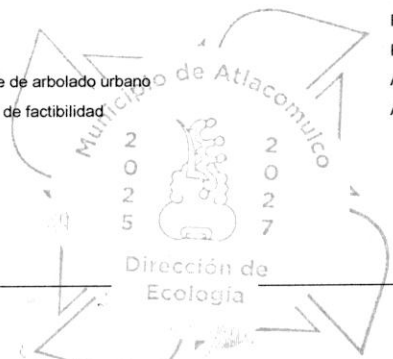 e de arbolado urbano
de factibilidad
Municipio de Atlacomulco
2025
2027
Dirección de
Ecología